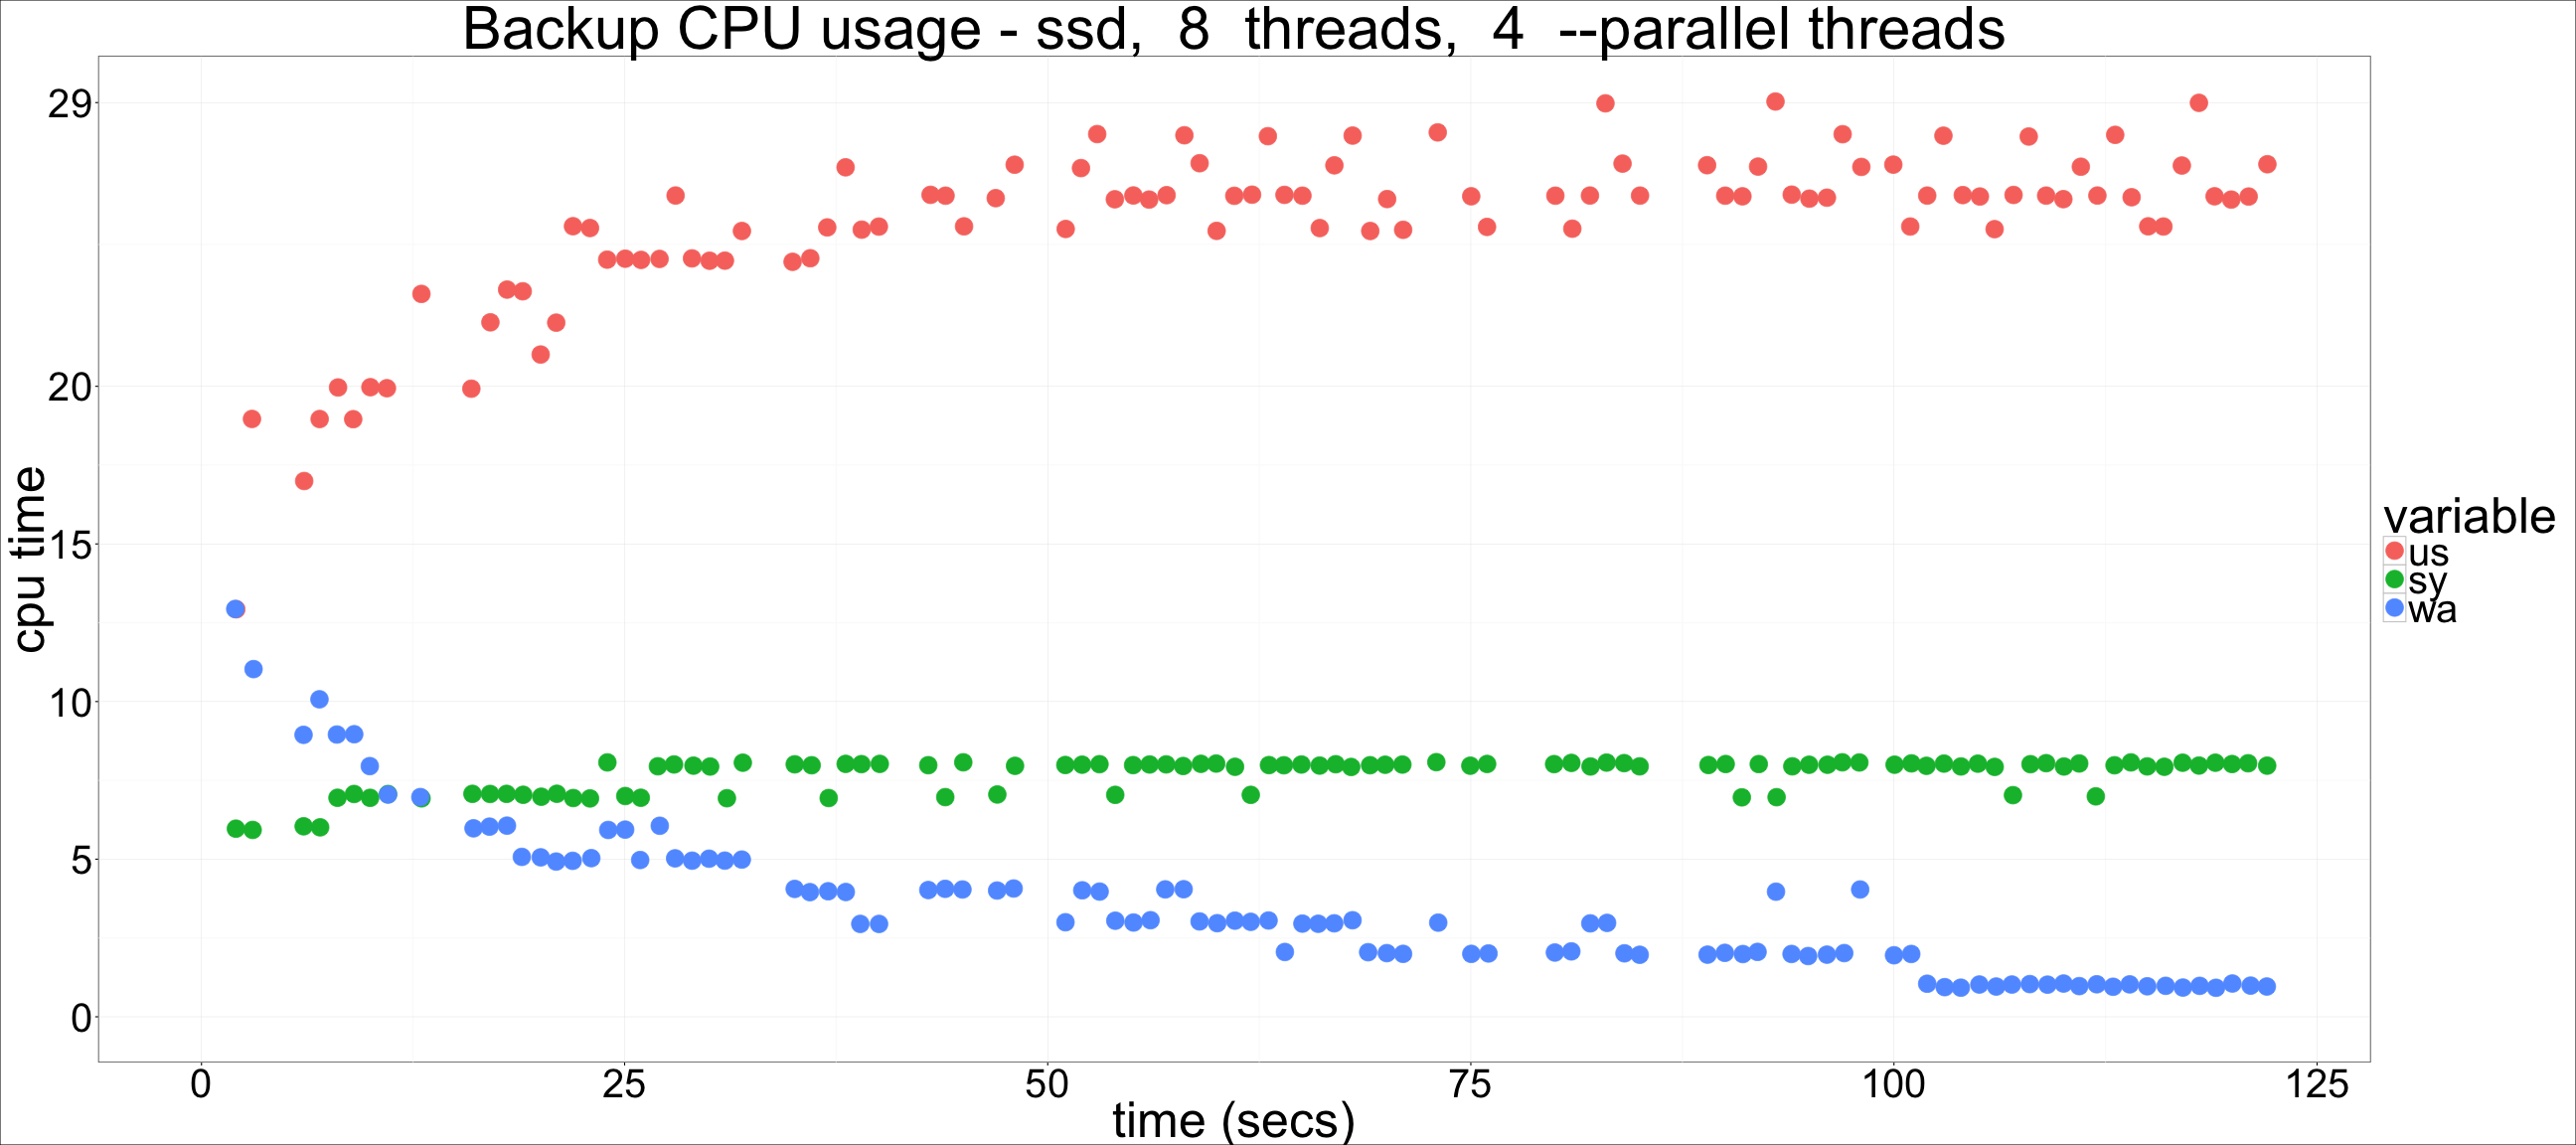 Backup CPU usage - ssd, 8 threads, 4 --parallel threads
29
20
15
10
5
0
cpu time
0 25 50 75 100 125
time (secs)
variable
us
sy
wa